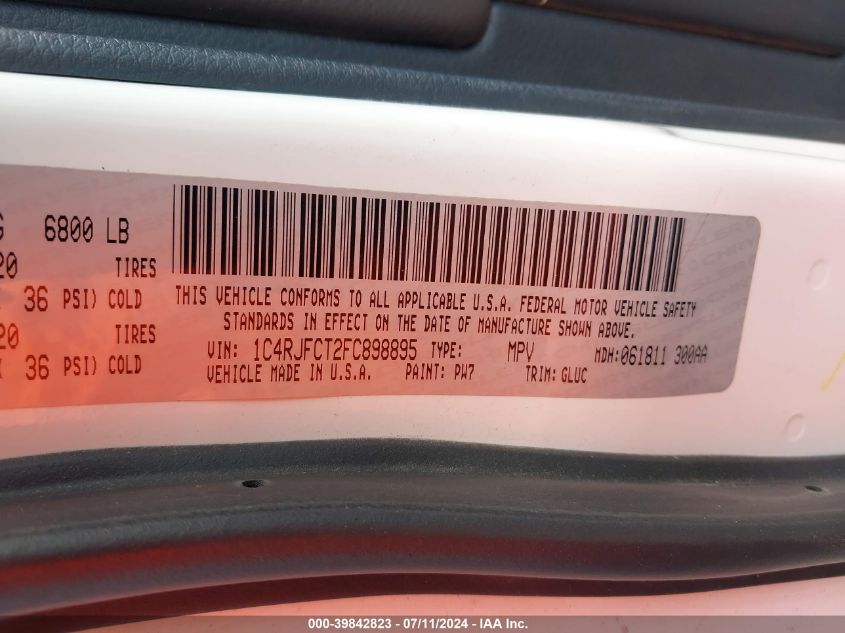 G 6800 LB
20 TIRES
36 PSI) COLD
20 TIRES
36 PSI) COLD
THIS VEHICLE CONFORMS TO ALL APPLICABLE U.S.A. FEDERAL MOTOR VEHICLE SAFETY
STANDARDS IN EFFECT ON THE DATE OF MANUFACTURE SHOWN ABOVE.
VIN: 1C4RJFCT2FC898895 TYPE: MPV MDH:061811 300AA
VEHICLE MADE IN U.S.A. PAINT: PW7 TRIM: GLUC
000-39842823 - 07/11/2024 - IAA Inc.